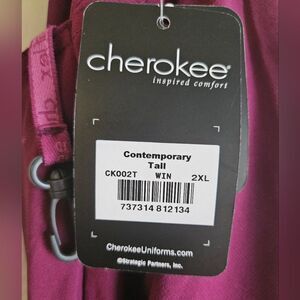 cherokee®
inspired comfort
Contemporary
Tall
CK002T WIN 2XL
737314 812134
CherokeeUniforms.com
©Strategic Partners, Inc.